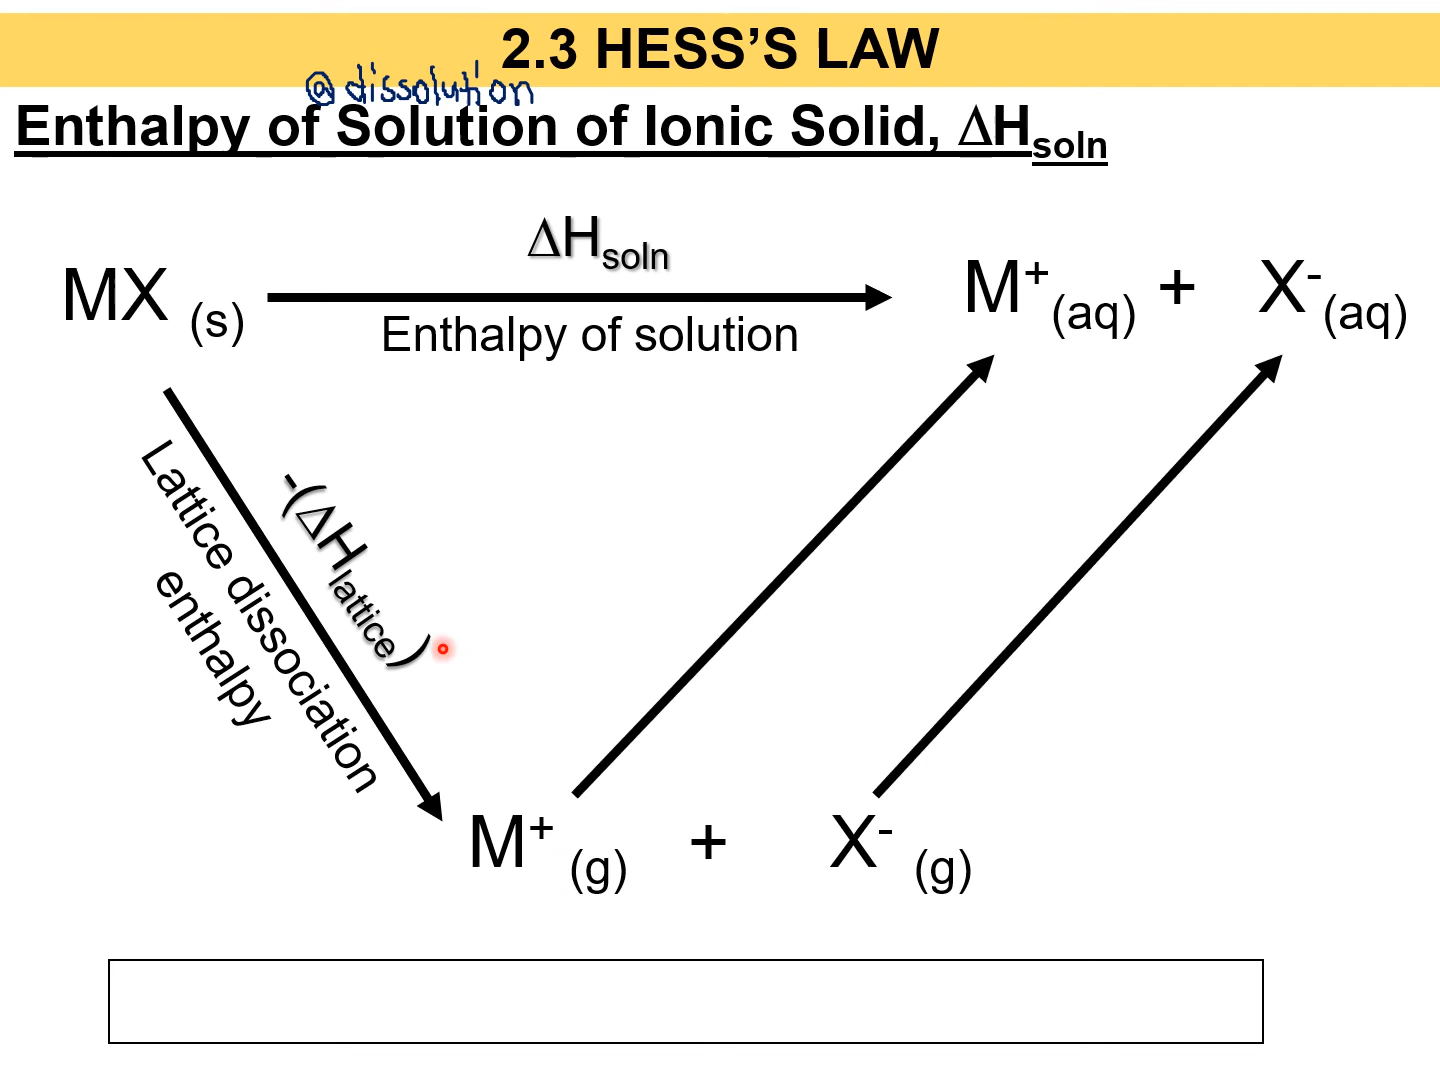 2.3 HESS’S LAW
@ dissolution
Enthalpy of Solution of Ionic Solid, ΔHsoln
ΔHsoln
MX (s)
M+(aq) + X-(aq)
Enthalpy of solution
-(ΔHlattice)
Lattice dissociation
enthalpy
M+ (g) + X- (g)